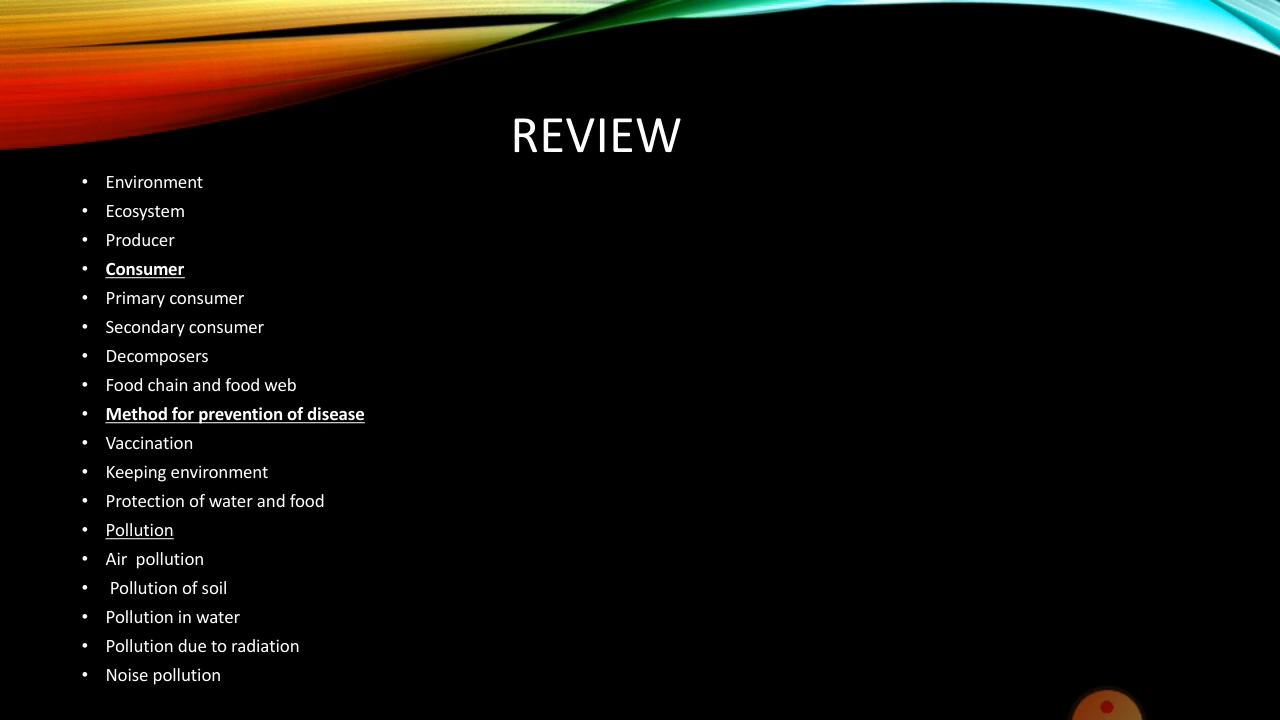 REVIEW
• Environment
• Ecosystem
• Producer
• Consumer
• Primary consumer
• Secondary consumer
• Decomposers
• Food chain and food web
• Method for prevention of disease
• Vaccination
• Keeping environment
• Protection of water and food
• Pollution
• Air  pollution
•  Pollution of soil
• Pollution in water
• Pollution due to radiation
• Noise pollution